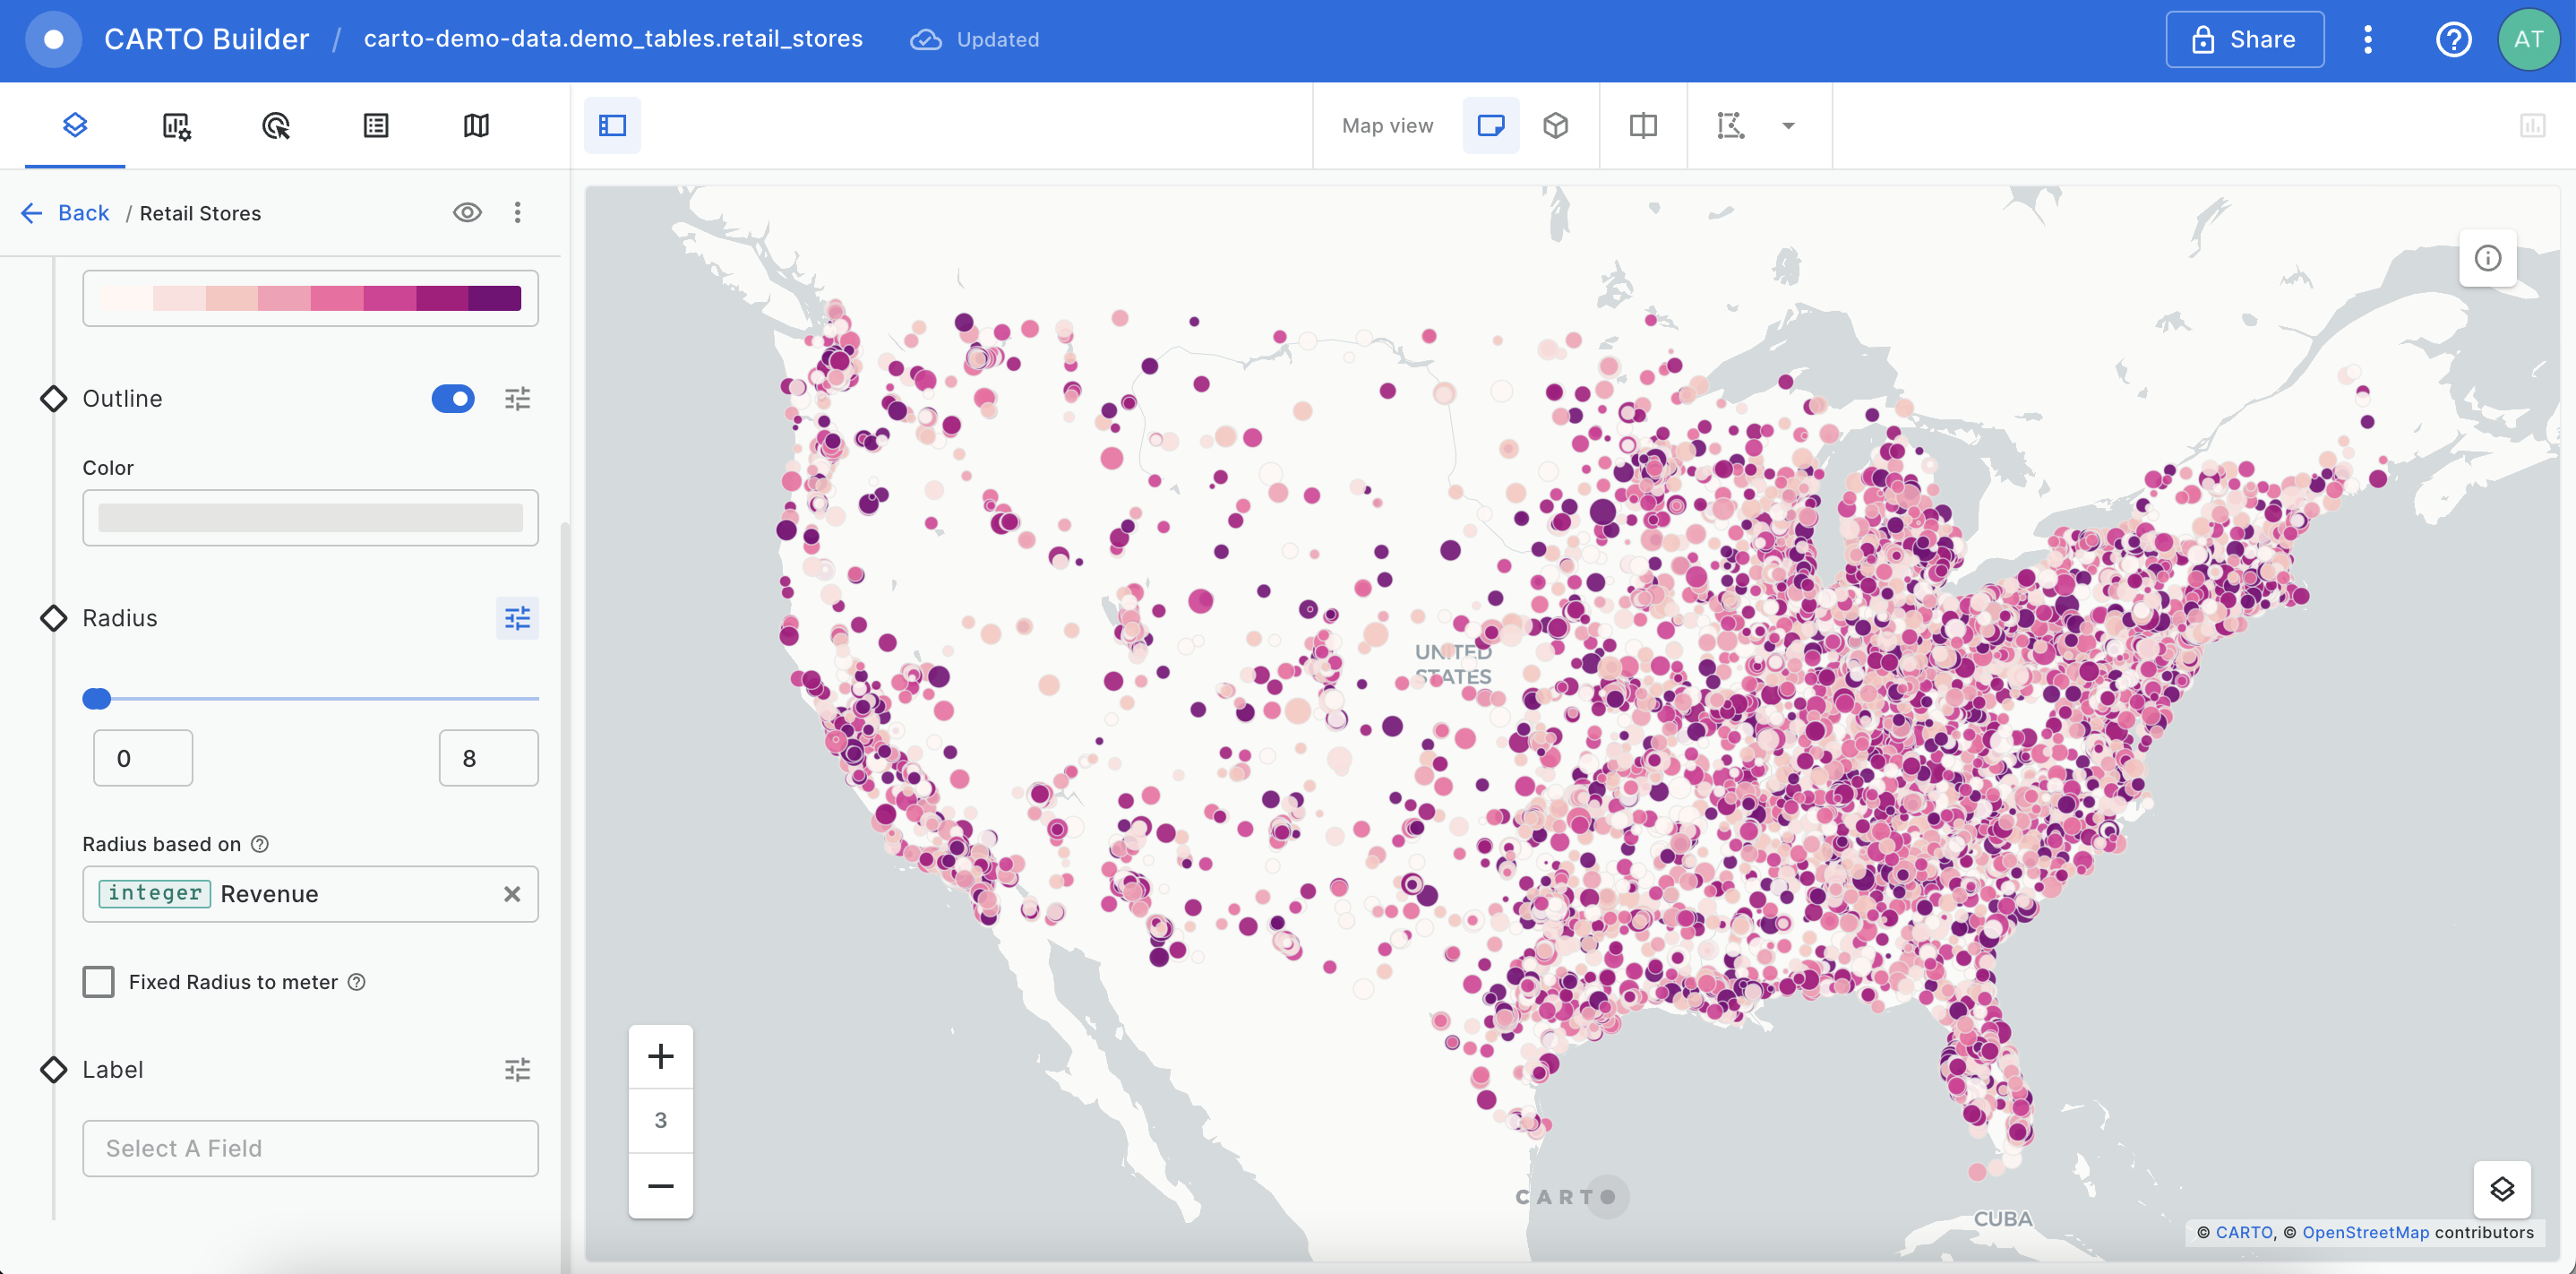 CARTO Builder / carto-demo-data.demo_tables.retail_stores Updated
Share
AT
Map view
Back / Retail Stores
Outline
Color
Radius
0 8
Radius based on
integer Revenue
Fixed Radius to meter
Label
Select A Field
UNITED
STATES
3
CARTO
CUBA
© CARTO, © OpenStreetMap contributors